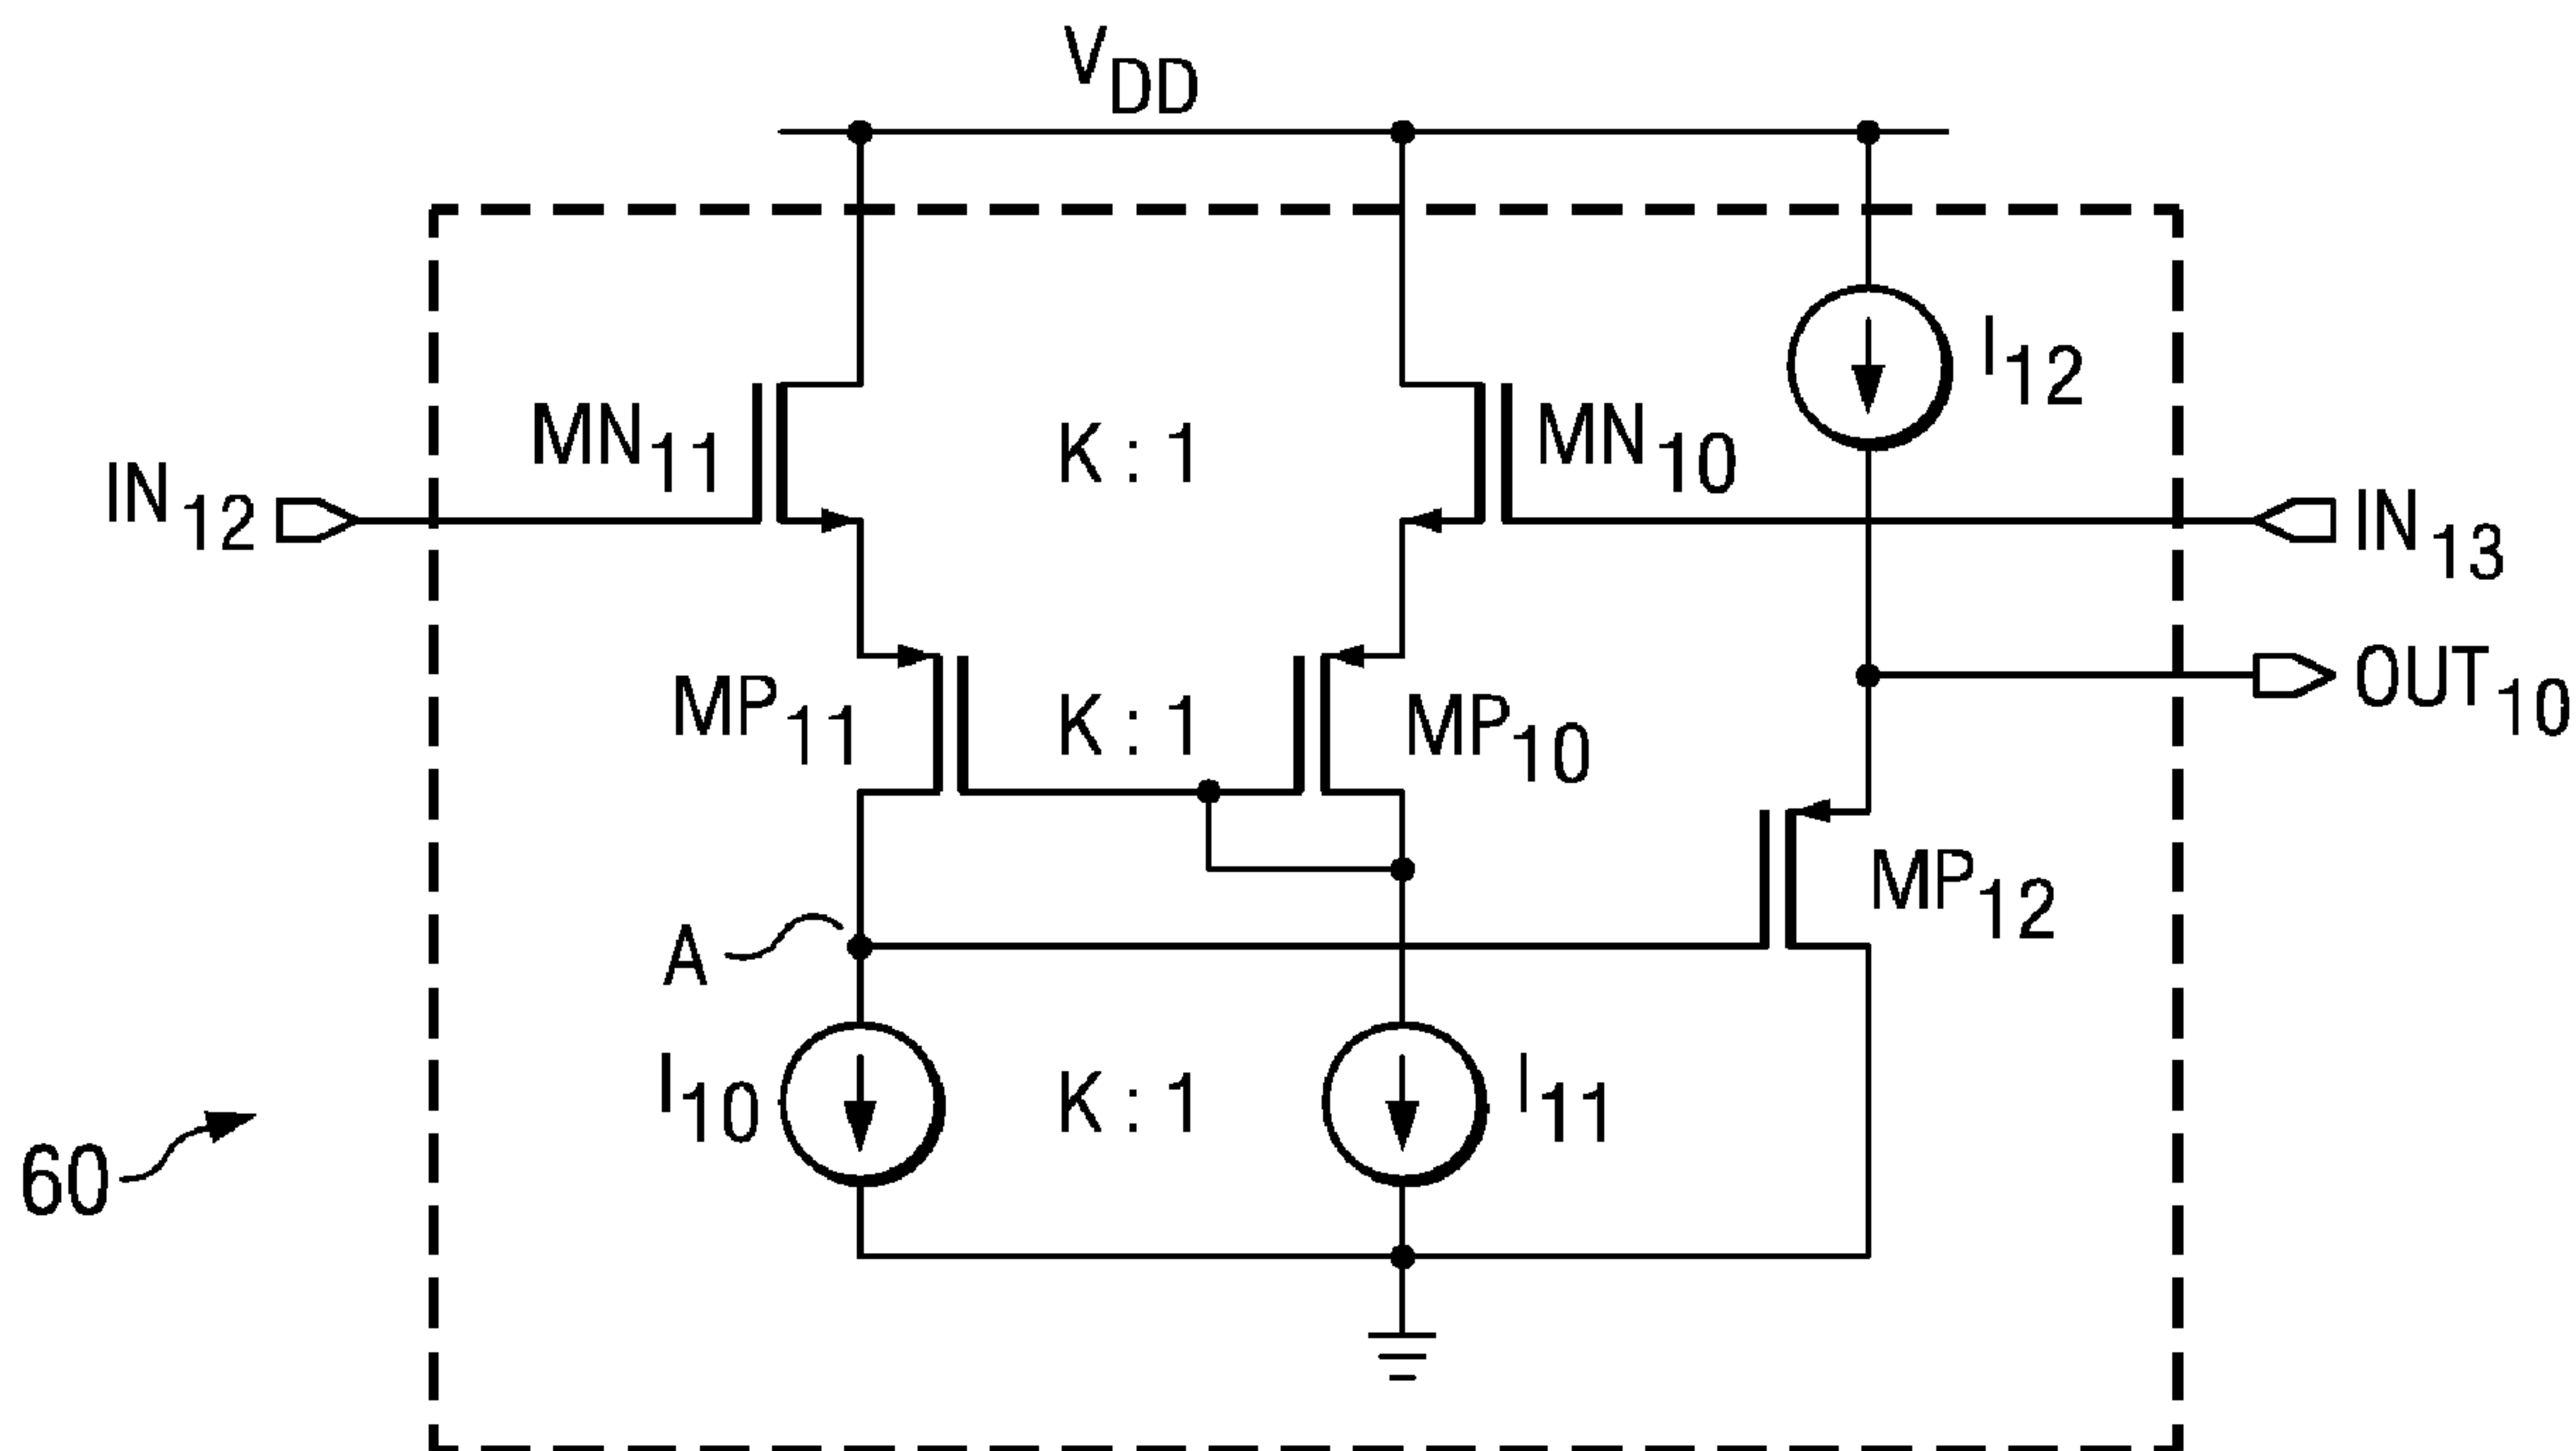 VDD
I12
MN11
K : 1
MN10
IN12
IN13
OUT10
MP11
K : 1
MP10
MP12
A
I10
K : 1
I11
60